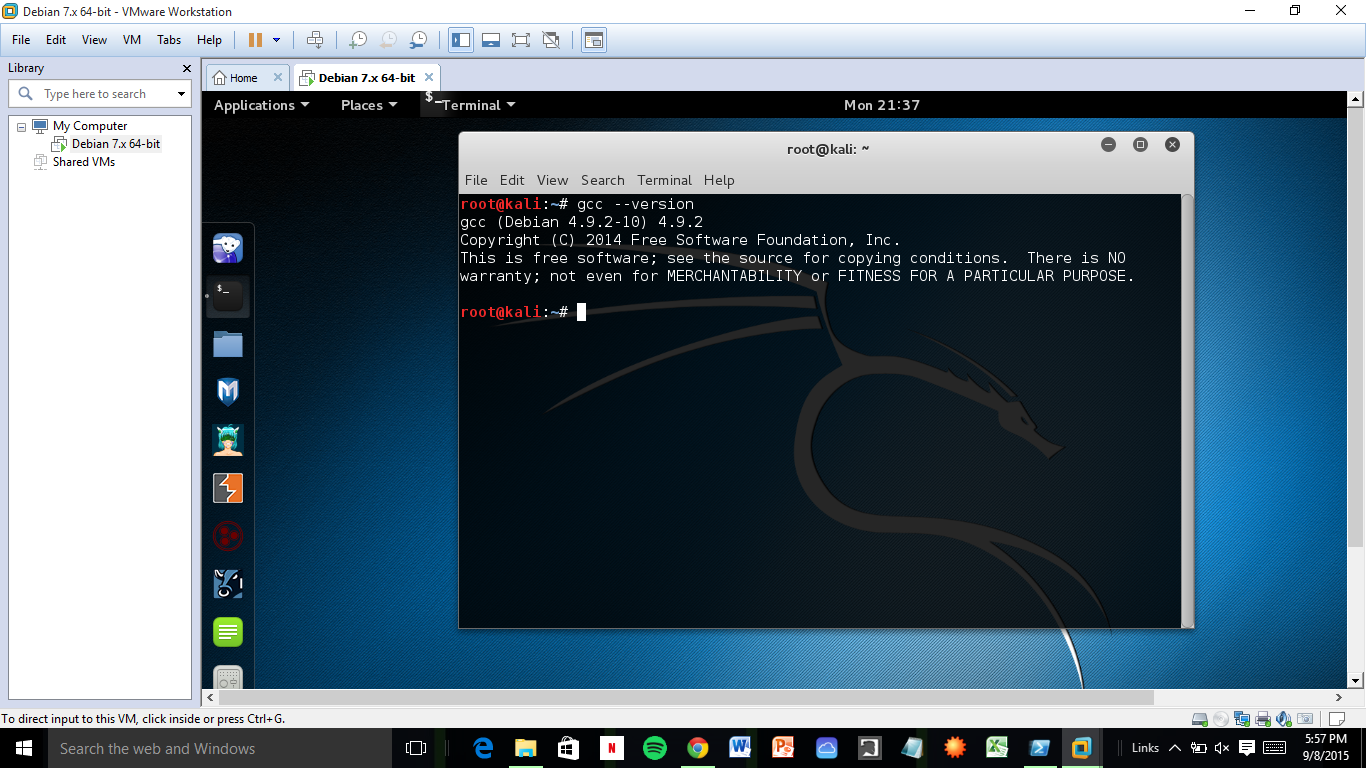 Debian 7.x 64-bit - VMware Workstation
File Edit View VM Tabs Help
Library
Type here to search
My Computer
Debian 7.x 64-bit
Shared VMs
Home
Debian 7.x 64-bit
Applications Places $_ Terminal
Mon 21:37
root@kali: ~
File Edit View Search Terminal Help
root@kali:~# gcc --version
gcc (Debian 4.9.2-10) 4.9.2
Copyright (C) 2014 Free Software Foundation, Inc.
This is free software; see the source for copying conditions.  There is NO
warranty; not even for MERCHANTABILITY or FITNESS FOR A PARTICULAR PURPOSE.
root@kali:~#
To direct input to this VM, click inside or press Ctrl+G.
Search the web and Windows
Links
5:57 PM
9/8/2015